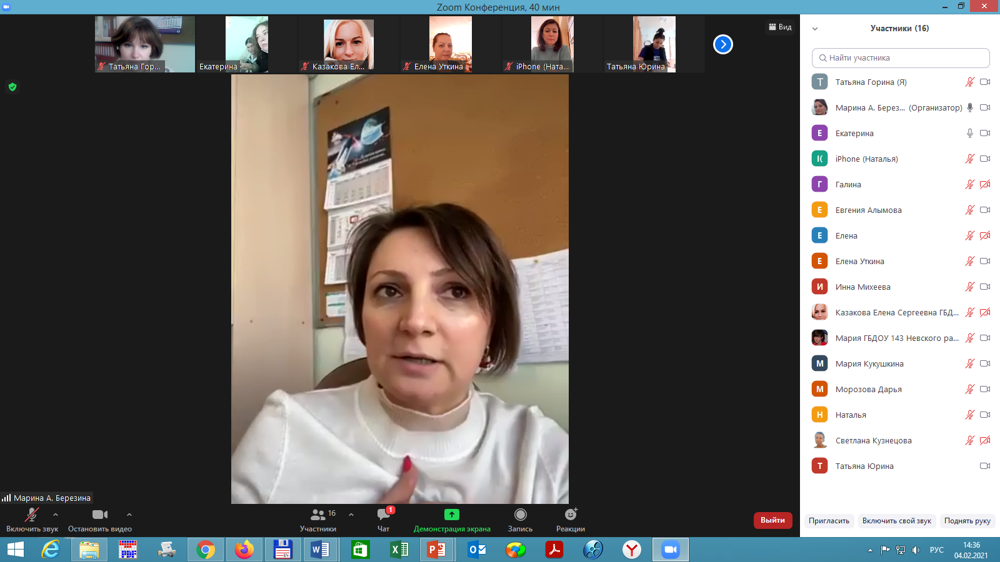 Zoom Конференция, 40 мин
Татьяна Гор...
Екатерина
Казакова Ел...
Елена Уткина
iPhone (Ната...
Татьяна Юрина
Вид
Участники (16)
Найти участника
Т Татьяна Горина (Я)
Марина А. Берез... (Организатор)
Е Екатерина
I( iPhone (Наталья)
Г Галина
Е Евгения Алымова
Е Елена
Е Елена Уткина
И Инна Михеева
Казакова Елена Сергеевна ГБД...
Мария ГБДОУ 143 Невского ра...
М Мария Кукушкина
М Морозова Дарья
Н Наталья
Светлана Кузнецова
Т Татьяна Юрина
Марина А. Березина
Включить звук
Остановить видео
16
Участники
1
Чат
Демонстрация экрана
Запись
Реакции
Выйти
Пригласить
Включить свой звук
Поднять руку
64
РУС
14:36
04.02.2021